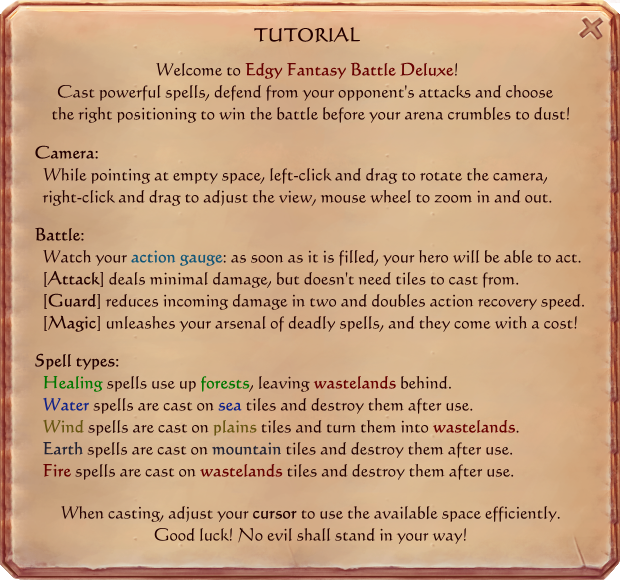 TUTORIAL
Welcome to Edgy Fantasy Battle Deluxe!
Cast powerful spells, defend from your opponent's attacks and choose
the right positioning to win the battle before your arena crumbles to dust!
Camera:
While pointing at empty space, left-click and drag to rotate the camera,
right-click and drag to adjust the view, mouse wheel to zoom in and out.
Battle:
Watch your action gauge: as soon as it is filled, your hero will be able to act.
[Attack] deals minimal damage, but doesn't need tiles to cast from.
[Guard] reduces incoming damage in two and doubles action recovery speed.
[Magic] unleashes your arsenal of deadly spells, and they come with a cost!
Spell types:
Healing spells use up forests, leaving wastelands behind.
Water spells are cast on sea tiles and destroy them after use.
Wind spells are cast on plains tiles and turn them into wastelands.
Earth spells are cast on mountain tiles and destroy them after use.
Fire spells are cast on wastelands tiles and destroy them after use.
When casting, adjust your cursor to use the available space efficiently.
Good luck! No evil shall stand in your way!